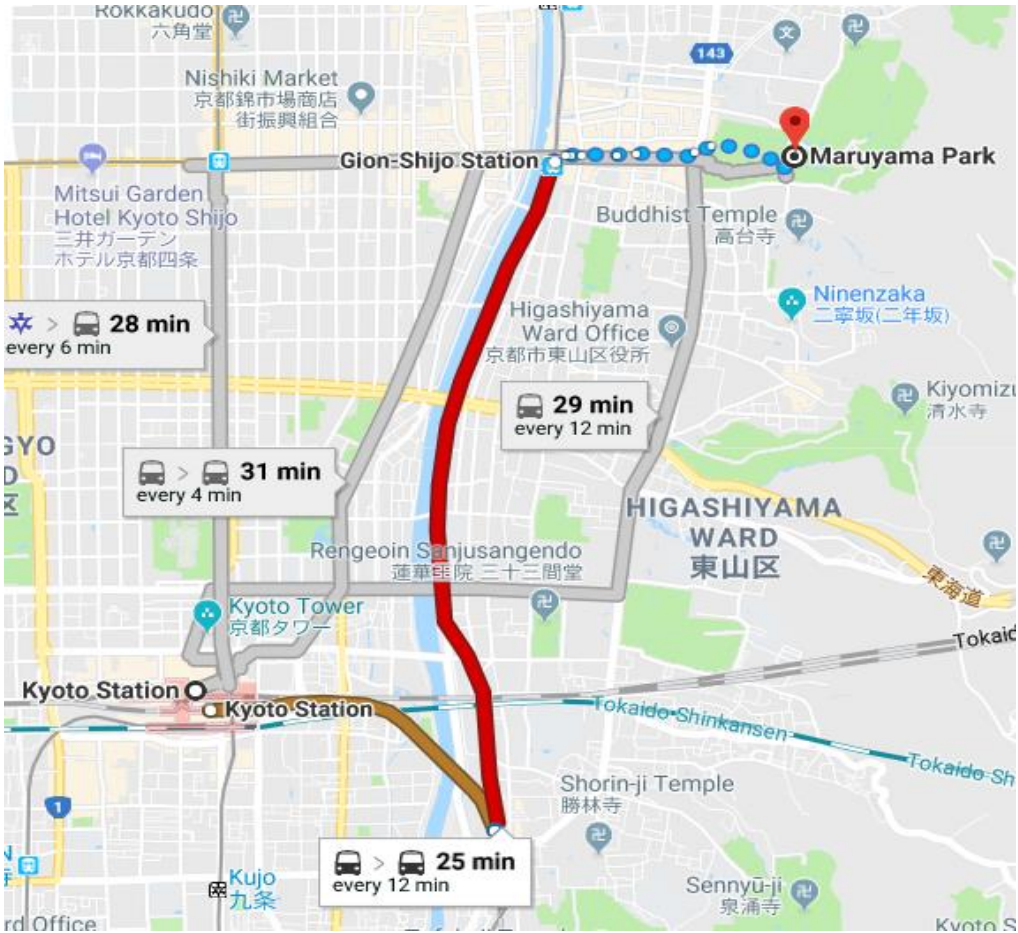 Rokkakudo
六角堂
143
Nishiki Market
京都錦市場商店
街振興組合
Gion-Shijo Station
Maruyama Park
Mitsui Garden
Hotel Kyoto Shijo
三井ガーデン
ホテル京都四条
Buddhist Temple
高台寺
Ninenzaka
二寧坂(二年坂)
Higashiyama
Ward Office
京都市東山区役所
> 28 min
every 6 min
Kiyomizu
清水寺
> 31 min
every 4 min
29 min
every 12 min
GYO
D
区
HIGASHIYAMA
WARD
東山区
Rengeoin Sanjusangendo
蓮華王院 三十三間堂
東海道
Kyoto Tower
京都タワー
Tokaid
Kyoto Station
Kyoto Station
Tokaido Shinkansen
Tokaido Sh
1
Shorin-ji Temple
勝林寺
> 25 min
every 12 min
Kujo
九条
Sennyū-ji
泉涌寺
rd Office
Kyoto S